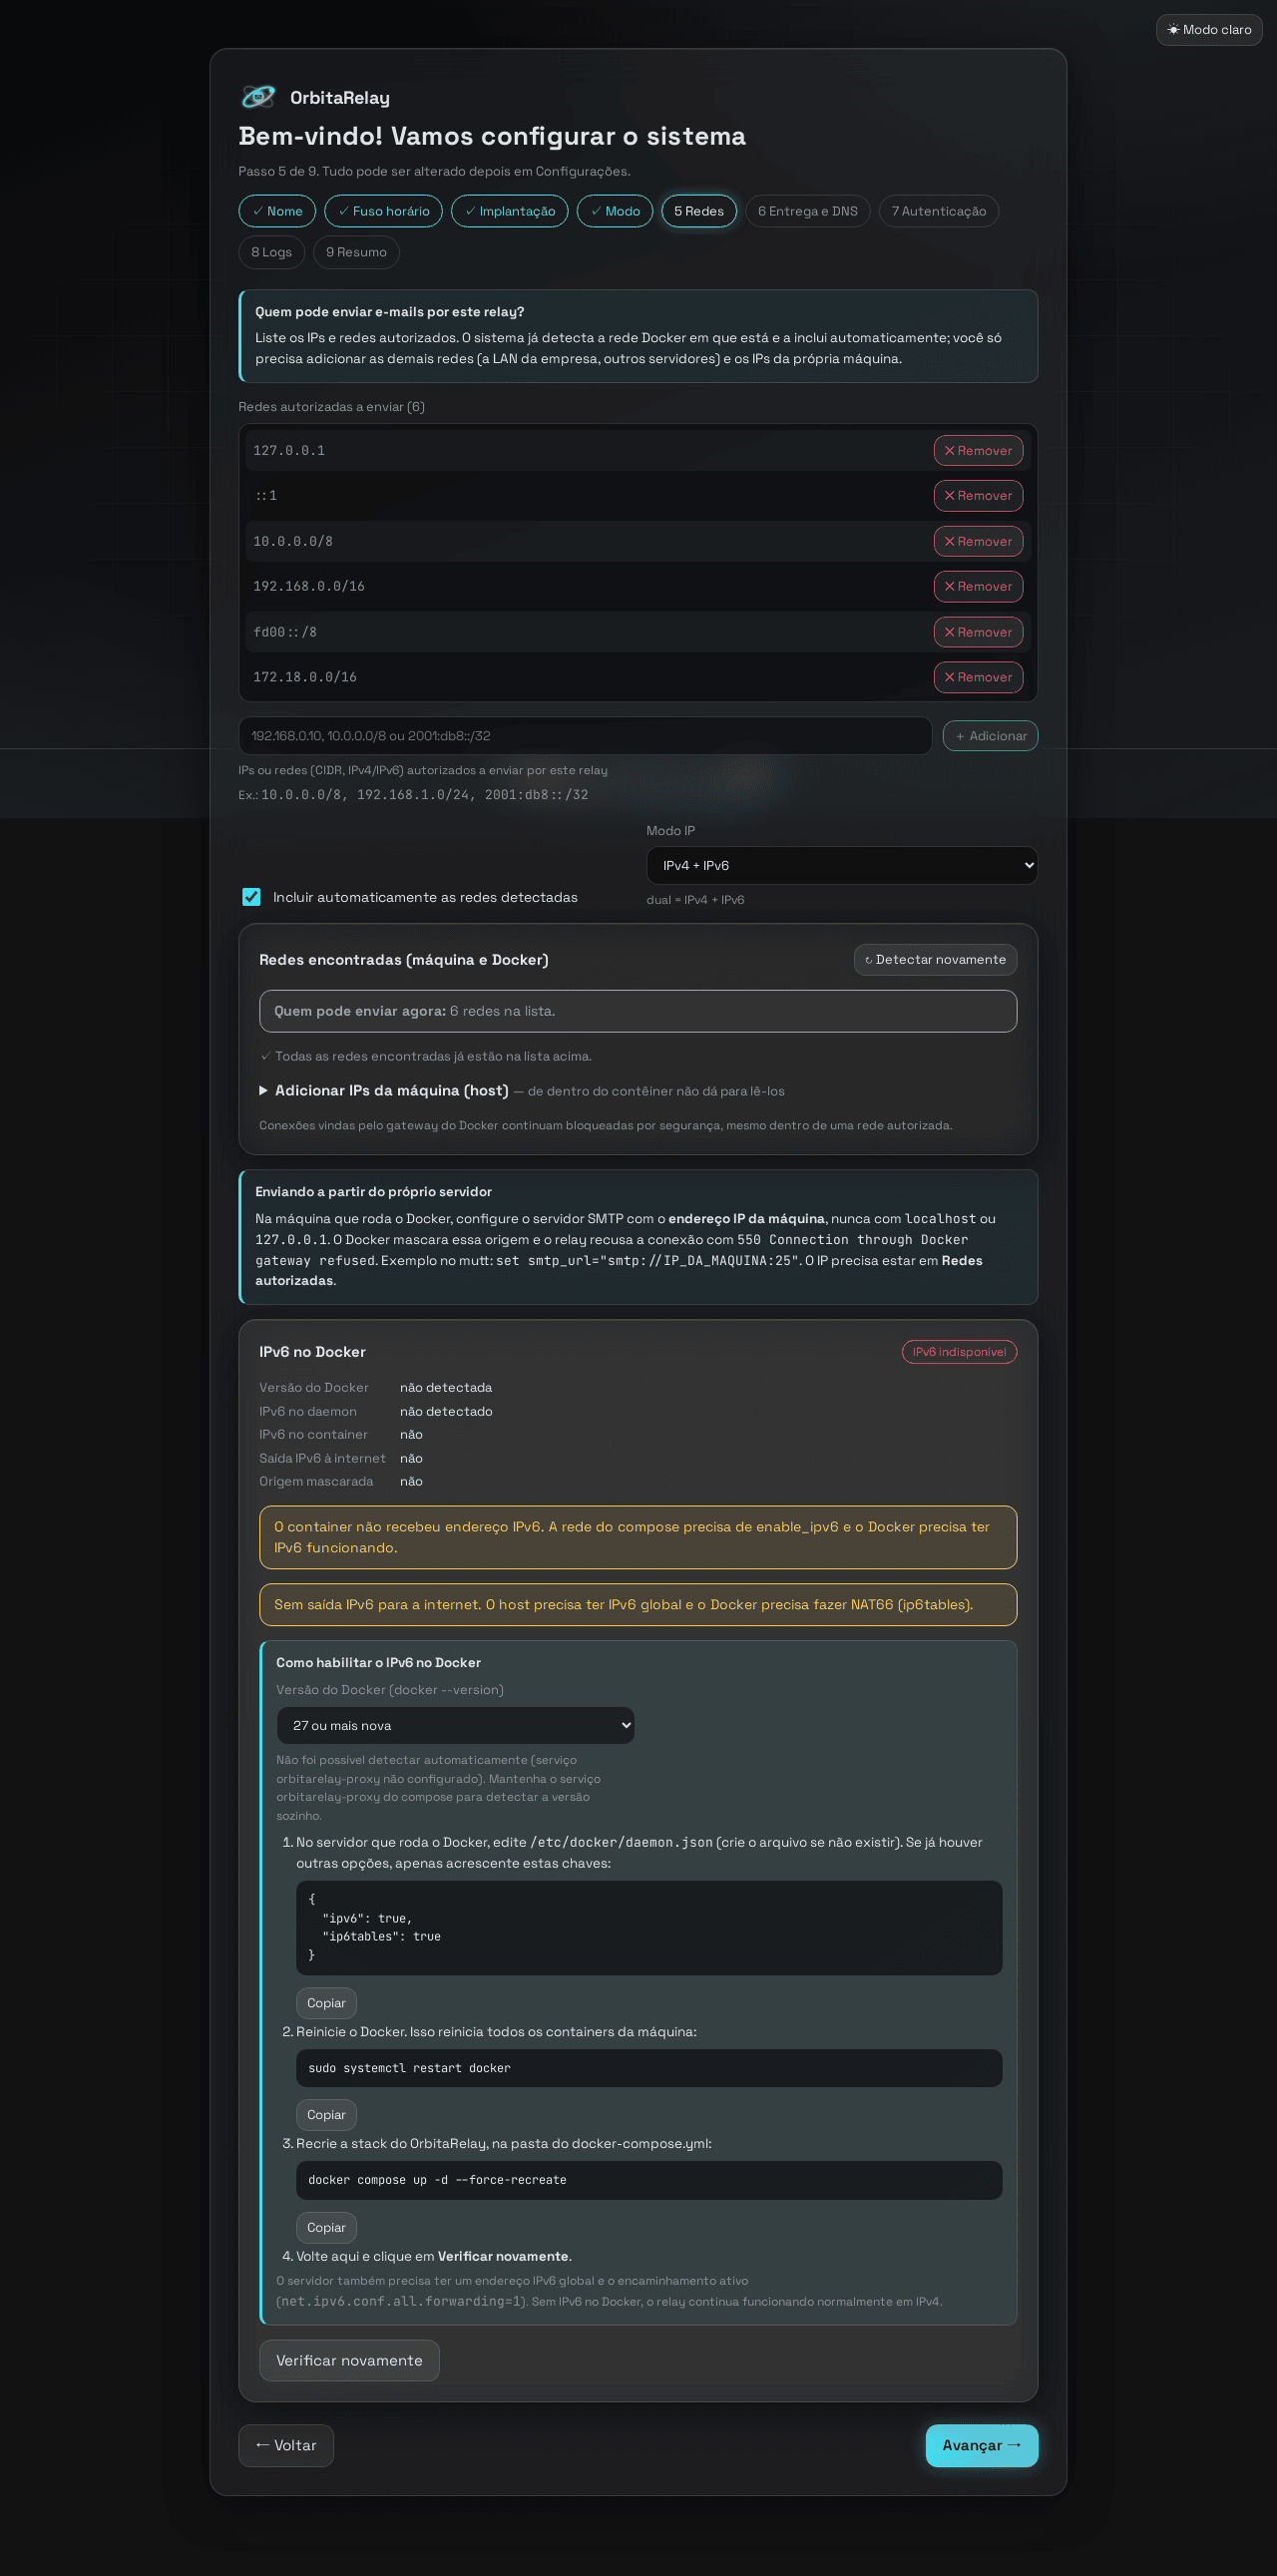 ☀ Modo claro
OrbitaRelay
Bem-vindo! Vamos configurar o sistema
Passo 5 de 9. Tudo pode ser alterado depois em Configurações.
✓ Nome ✓ Fuso horário ✓ Implantação ✓ Modo 5 Redes 6 Entrega e DNS 7 Autenticação
8 Logs 9 Resumo
Quem pode enviar e-mails por este relay?
Liste os IPs e redes autorizados. O sistema já detecta a rede Docker em que está e a inclui automaticamente; você só
precisa adicionar as demais redes (a LAN da empresa, outros servidores) e os IPs da própria máquina.
Redes autorizadas a enviar (6)
127.0.0.1 ✕ Remover
::1 ✕ Remover
10.0.0.0/8 ✕ Remover
192.168.0.0/16 ✕ Remover
fd00::/8 ✕ Remover
172.18.0.0/16 ✕ Remover
192.168.0.10, 10.0.0.0/8 ou 2001:db8::/32 + Adicionar
IPs ou redes (CIDR, IPv4/IPv6) autorizados a enviar por este relay
Ex.: 10.0.0.0/8, 192.168.1.0/24, 2001:db8::/32
Modo IP
IPv4 + IPv6
Incluir automaticamente as redes detectadas
dual = IPv4 + IPv6
Redes encontradas (máquina e Docker) ↻ Detectar novamente
Quem pode enviar agora: 6 redes na lista.
✓ Todas as redes encontradas já estão na lista acima.
▶ Adicionar IPs da máquina (host) — de dentro do contêiner não dá para lê-los
Conexões vindas pelo gateway do Docker continuam bloqueadas por segurança, mesmo dentro de uma rede autorizada.
Enviando a partir do próprio servidor
Na máquina que roda o Docker, configure o servidor SMTP com o endereço IP da máquina, nunca com localhost ou
127.0.0.1. O Docker mascara essa origem e o relay recusa a conexão com 550 Connection through Docker
gateway refused. Exemplo no mutt: set smtp_url="smtp://IP_DA_MAQUINA:25". O IP precisa estar em Redes
autorizadas.
IPv6 no Docker IPv6 indisponível
Versão do Docker não detectada
IPv6 no daemon não detectado
IPv6 no container não
Saída IPv6 à internet não
Origem mascarada não
O container não recebeu endereço IPv6. A rede do compose precisa de enable_ipv6 e o Docker precisa ter
IPv6 funcionando.
Sem saída IPv6 para a internet. O host precisa ter IPv6 global e o Docker precisa fazer NAT66 (ip6tables).
Como habilitar o IPv6 no Docker
Versão do Docker (docker --version)
27 ou mais nova
Não foi possível detectar automaticamente (serviço
orbitarelay-proxy não configurado). Mantenha o serviço
orbitarelay-proxy do compose para detectar a versão
sozinho.
1. No servidor que roda o Docker, edite /etc/docker/daemon.json (crie o arquivo se não existir). Se já houver
outras opções, apenas acrescente estas chaves:
{
"ipv6": true,
"ip6tables": true
}
Copiar
2. Reinicie o Docker. Isso reinicia todos os containers da máquina:
sudo systemctl restart docker
Copiar
3. Recrie a stack do OrbitaRelay, na pasta do docker-compose.yml:
docker compose up -d --force-recreate
Copiar
4. Volte aqui e clique em Verificar novamente.
O servidor também precisa ter um endereço IPv6 global e o encaminhamento ativo
(net.ipv6.conf.all.forwarding=1). Sem IPv6 no Docker, o relay continua funcionando normalmente em IPv4.
Verificar novamente
← Voltar Avançar →